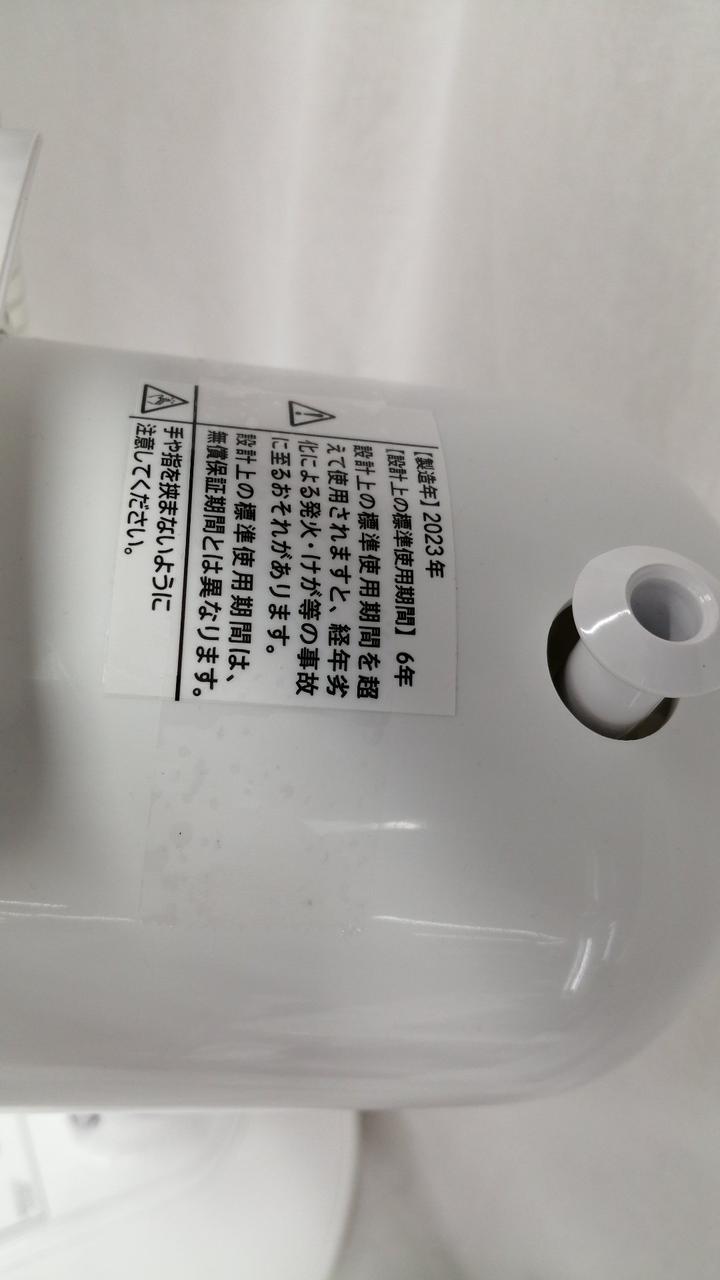 【製造年】2023年
【設計上の標準使用期間】 6年
設計上の標準使用期間を超
えて使用されますと、経年劣
化による発火・けが等の事故
に至るおそれがあります。
設計上の標準使用期間は、
無償保証期間とは異なります。
手や指を挟まないように
注意してください。